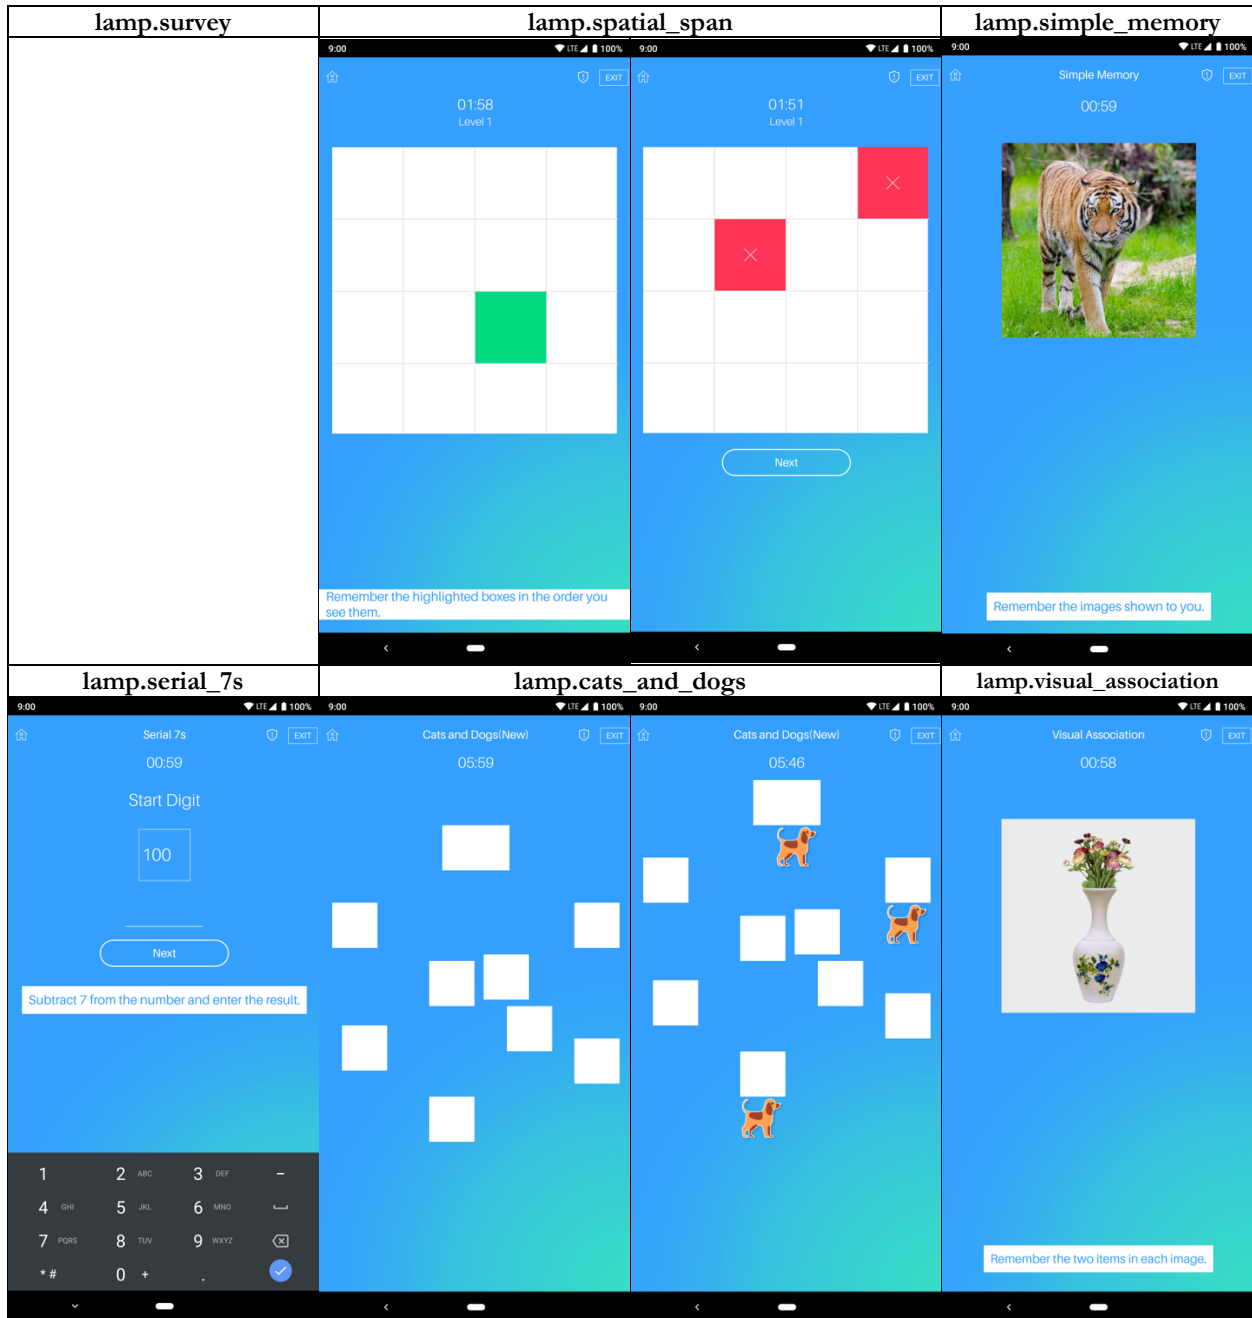 lamp.survey
lamp.spatial_span
lamp.simple_memory
9:00
LTE
100%
EXIT
01:58
Level 1
Remember the highlighted boxes in the order you
see them.
9:00
LTE
100%
EXIT
01:51
Level 1
Next
9:00
LTE
100%
Simple Memory
EXIT
00:59
Remember the images shown to you.
lamp.serial_7s
lamp.cats_and_dogs
lamp.visual_association
9:00
LTE
100%
Serial 7s
EXIT
00:59
Start Digit
100
Next
Subtract 7 from the number and enter the result.
1
2 ABC
3 DEF
–
4 GHI
5 JKL
6 MNO
7 PQRS
8 TUV
9 WXYZ
* #
0 +
.
9:00
LTE
100%
Cats and Dogs(New)
EXIT
05:59
9:00
LTE
100%
Cats and Dogs(New)
EXIT
05:46
9:00
LTE
100%
Visual Association
EXIT
00:58
Remember the two items in each image.